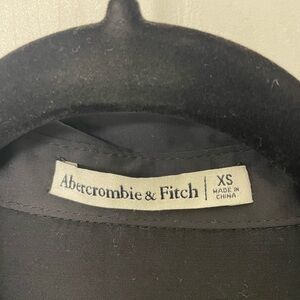 Abercrombie & Fitch
XS
MADE IN
CHINA